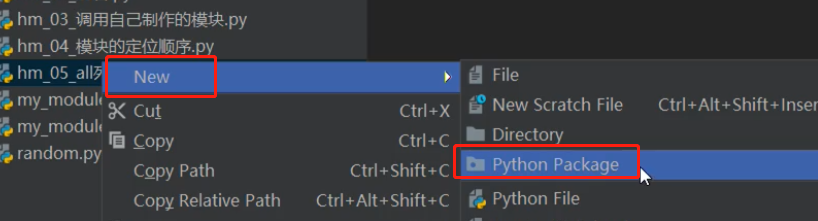 hm_03_调用自己制作的模块.py
hm_04_模块的定位顺序.py
hm_05_all
my_module
my_module
random.py
New
Cut Ctrl+X
Copy Ctrl+C
Copy Path Ctrl+Shift+C
Copy Relative Path Ctrl+Alt+Shift+C
File
New Scratch File Ctrl+Alt+Shift+Inser
Directory
Python Package
Python File